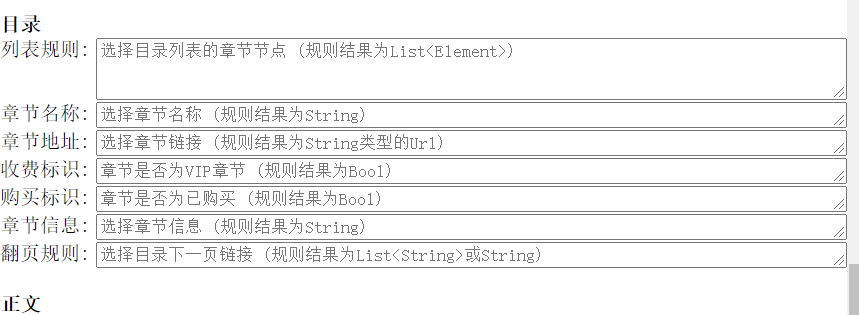 目录
列表规则: 选择目录列表的章节节点 (规则结果为List<Element>)
章节名称: 选择章节名称 (规则结果为String)
章节地址: 选择章节链接 (规则结果为String类型的Url)
收费标识: 章节是否为VIP章节 (规则结果为Bool)
购买标识: 章节是否为已购买 (规则结果为Bool)
章节信息: 选择章节信息 (规则结果为String)
翻页规则: 选择目录下一页链接 (规则结果为List<String>或String)
正文